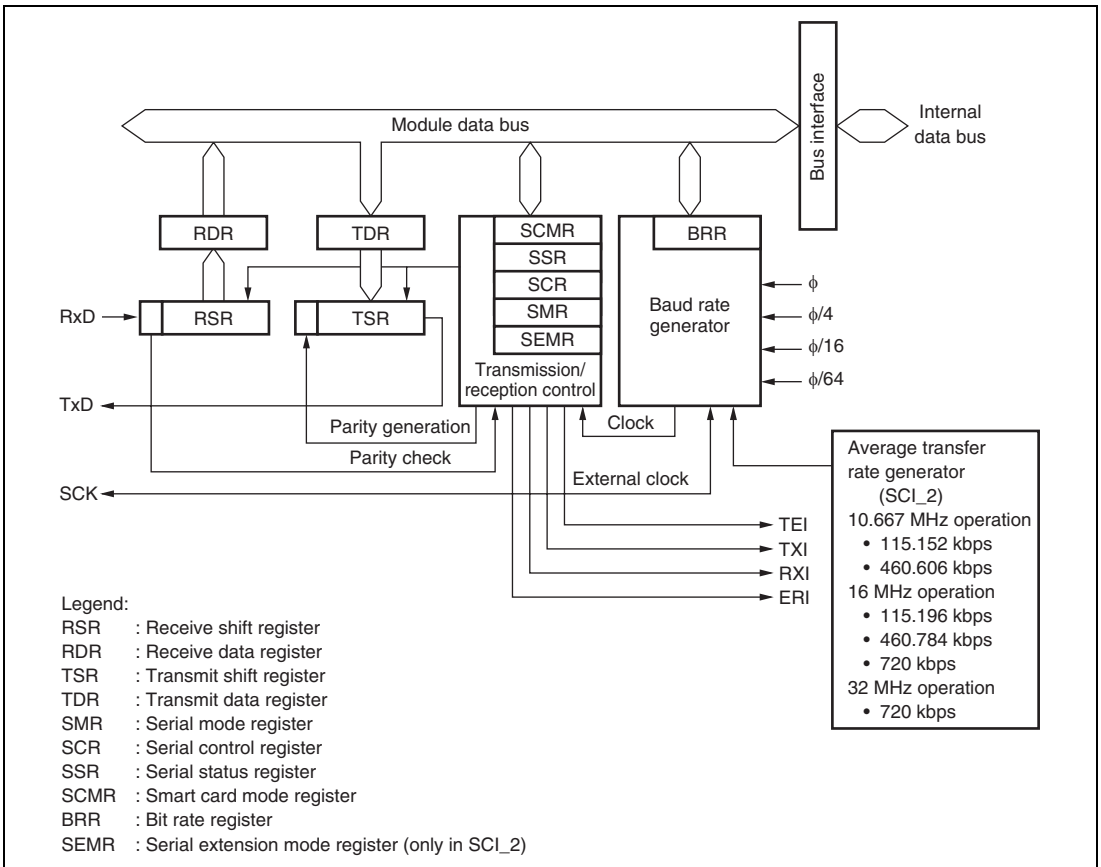 Module data bus
Bus interface
Internal
data bus
RDR
TDR
SCMR
SSR
SCR
SMR
SEMR
Transmission/
reception control
BRR
Baud rate
generator
ϕ
ϕ/4
ϕ/16
ϕ/64
RxD
RSR
TSR
TxD
Parity generation
Parity check
Clock
SCK
External clock
TEI
TXI
RXI
ERI
Average transfer
rate generator
(SCI_2)
10.667 MHz operation
• 115.152 kbps
• 460.606 kbps
16 MHz operation
• 115.196 kbps
• 460.784 kbps
• 720 kbps
32 MHz operation
• 720 kbps
Legend:
RSR : Receive shift register
RDR : Receive data register
TSR : Transmit shift register
TDR : Transmit data register
SMR : Serial mode register
SCR : Serial control register
SSR : Serial status register
SCMR : Smart card mode register
BRR : Bit rate register
SEMR : Serial extension mode register (only in SCI_2)